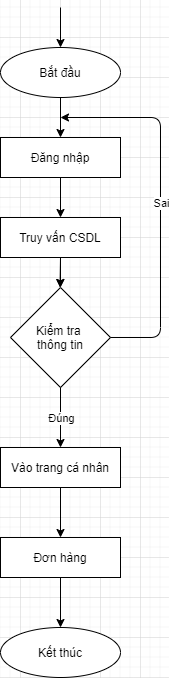 Bắt đầu
Đăng nhập
Sai
Truy vấn CSDL
Kiểm tra
thông tin
Đúng
Vào trang cá nhân
Đơn hàng
Kết thúc